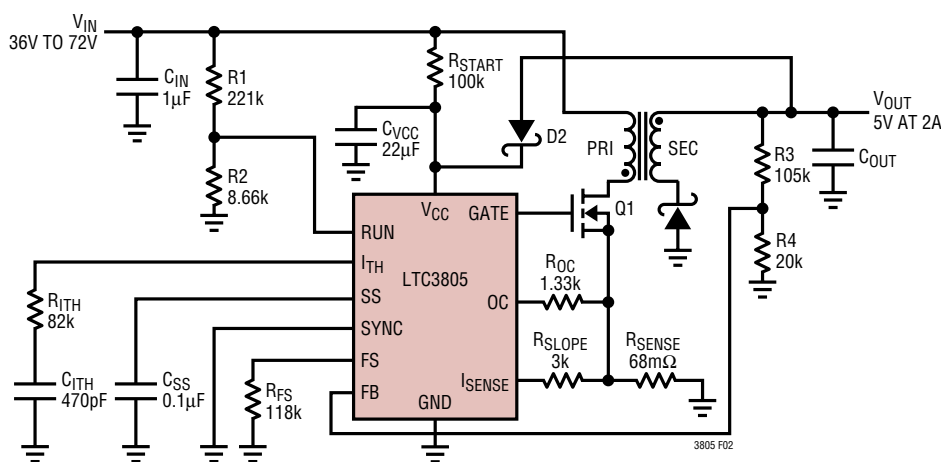 VIN
36V TO 72V
CIN
1µF
R1
221k
R2
8.66k
RSTART
100k
CVCC
22µF
D2
PRI
SEC
VOUT
5V AT 2A
R3
105k
COUT
R4
20k
Q1
VCC
GATE
RUN
ITH
LTC3805
SS
OC
SYNC
FS
FB
ISENSE
GND
ROC
1.33k
RSLOPE
3k
RSENSE
68mΩ
RITH
82k
CITH
470pF
CSS
0.1µF
RFS
118k
3805 F02